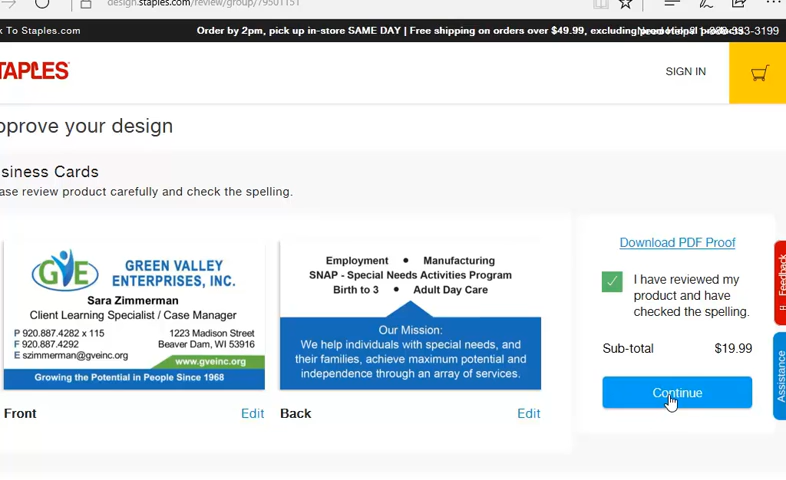 design.staples.com/review/group/79501151
k To Staples.com
Order by 2pm, pick up in-store SAME DAY | Free shipping on orders over $49.99, excluding
TAPLES
SIGN IN
pprove your design
siness Cards
ase review product carefully and check the spelling.
GVE
GREEN VALLEY
ENTERPRISES, INC.
Sara Zimmerman
Client Learning Specialist / Case Manager
P 920.887.4282 x 115
1223 Madison Street
F 920.887.4292
Beaver Dam, WI 53916
E szimmerman@gveinc.org
www.gveinc.org
Growing the Potential in People Since 1968
Employment • Manufacturing
SNAP - Special Needs Activities Program
Birth to 3 • Adult Day Care
Our Mission:
We help individuals with special needs, and
their families, achieve maximum potential and
independence through an array of services.
Front
Edit
Back
Edit
Download PDF Proof
I have reviewed my
product and have
checked the spelling.
Sub-total
$19.99
Continue
Feedback
Assistance